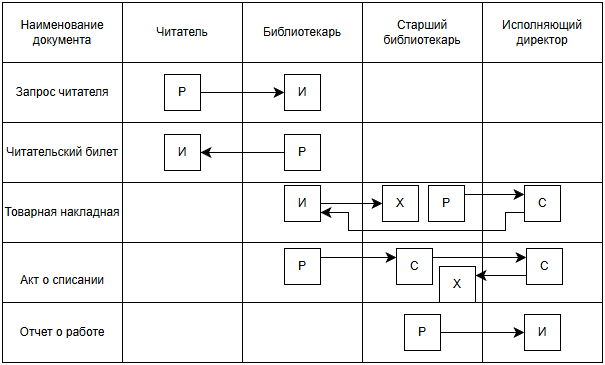 Наименование
документа
Читатель
Библиотекарь
Старший
библиотекарь
Исполняющий
директор
Запрос читателя
Р
И
Читательский билет
И
Р
Товарная накладная
И
Х
Р
С
Акт о списании
Р
С
Х
С
Отчет о работе
Р
И